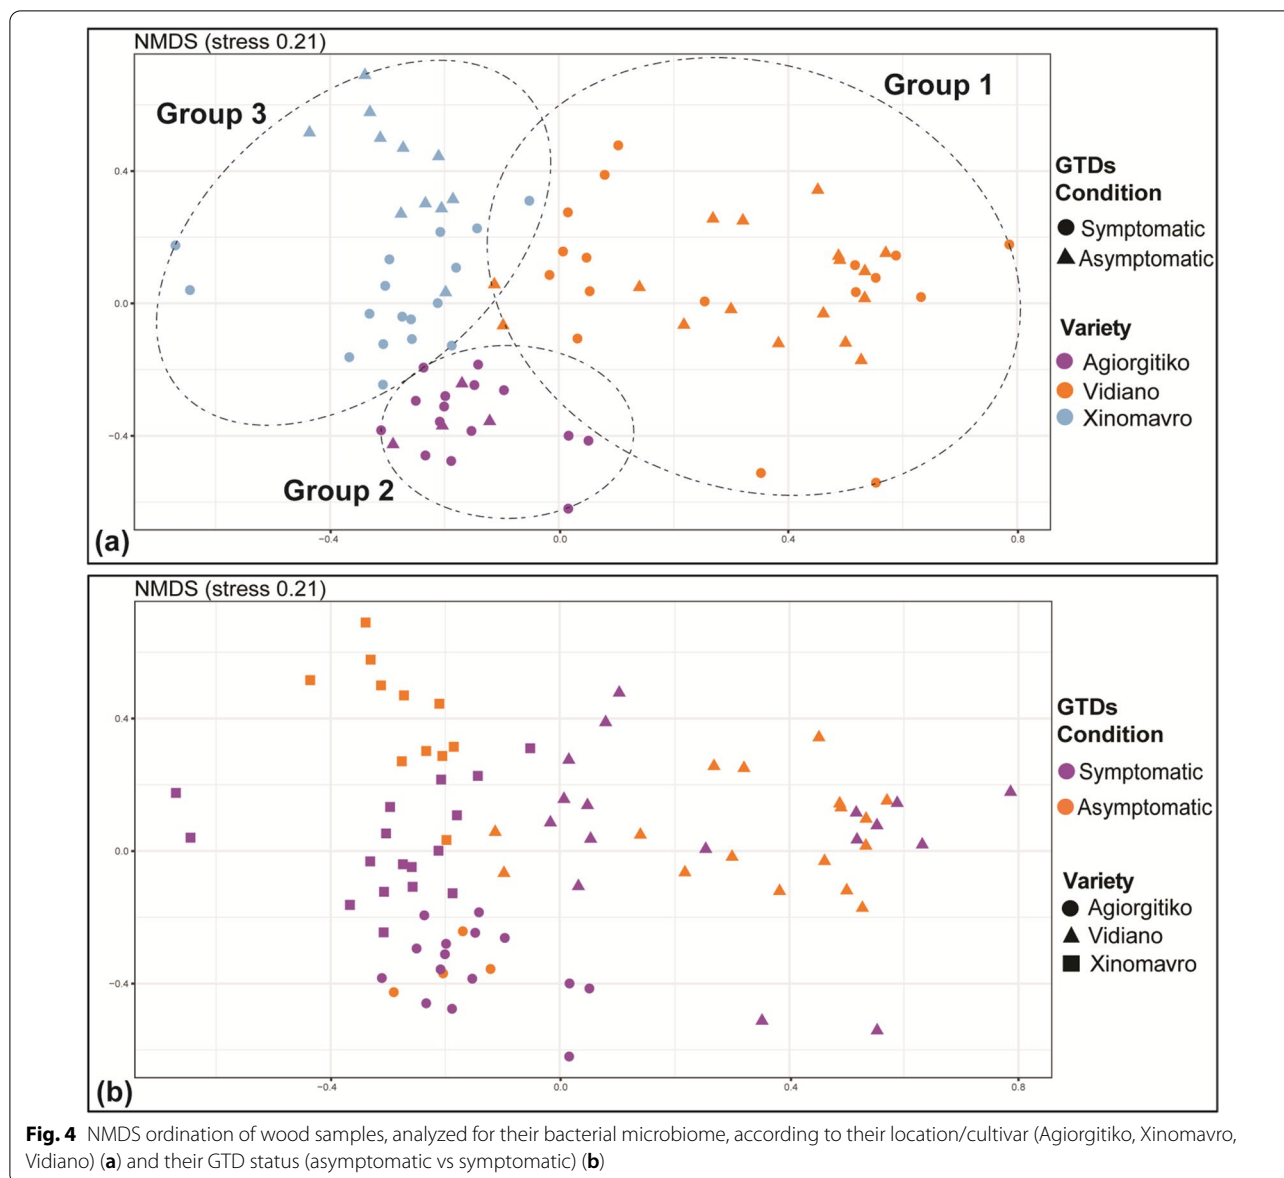 NMDS (stress 0.21)
Group 3
Group 1
Group 2
0.4
0.0
−0.4
−0.4
0.0
0.4
0.8
(a)
GTDs
Condition
Symptomatic
Asymptomatic
Variety
Agiorgitiko
Vidiano
Xinomavro
NMDS (stress 0.21)
0.4
0.0
−0.4
−0.4
0.0
0.4
0.8
(b)
GTDs
Condition
Symptomatic
Asymptomatic
Variety
Agiorgitiko
Vidiano
Xinomavro
Fig. 4 NMDS ordination of wood samples, analyzed for their bacterial microbiome, according to their location/cultivar (Agiorgitiko, Xinomavro,
Vidiano) (a) and their GTD status (asymptomatic vs symptomatic) (b)